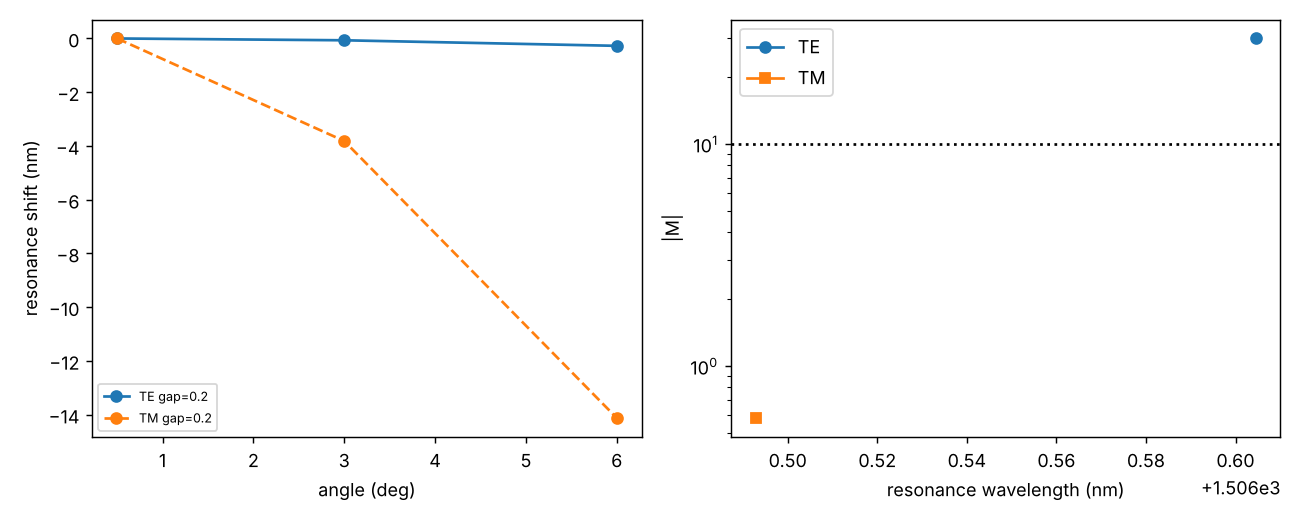 0
−2
−4
−6
−8
−10
−12
−14
resonance shift (nm)
TE gap=0.2
TM gap=0.2
1 2 3 4 5 6
angle (deg)
TE
TM
10¹
10⁰
|M|
0.50 0.52 0.54 0.56 0.58 0.60
resonance wavelength (nm)
+1.506e3